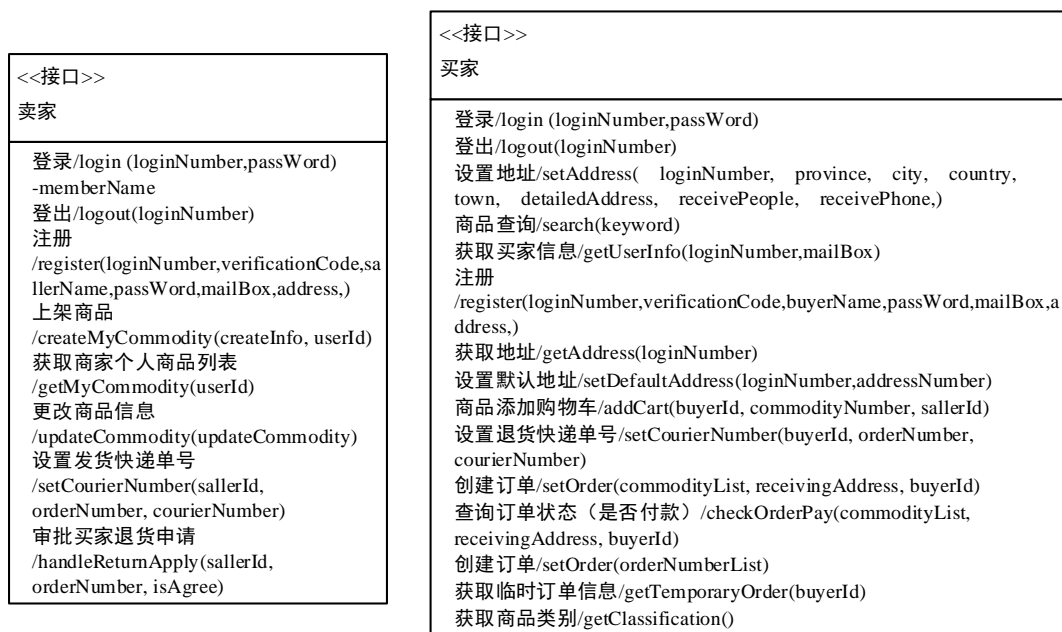 <<接口>>
卖家
登录/login (loginNumber,passWord)
-memberName
登出/logout(loginNumber)
注册
/register(loginNumber,verificationCode,sa
llerName,passWord,mailBox,address,)
上架商品
/createMyCommodity(createInfo, userId)
获取商家个人商品列表
/getMyCommodity(userId)
更改商品信息
/updateCommodity(updateCommodity)
设置发货快递单号
/setCourierNumber(sallerId,
orderNumber, courierNumber)
审批买家退货申请
/handleReturnApply(sallerId,
orderNumber, isAgree)
<<接口>>
买家
登录/login (loginNumber,passWord)
登出/logout(loginNumber)
设置地址/setAddress( loginNumber, province, city, country,
town, detailedAddress, receivePeople, receivePhone,)
商品查询/search(keyword)
获取买家信息/getUserInfo(loginNumber,mailBox)
注册
/register(loginNumber,verificationCode,buyerName,passWord,mailBox,a
ddress,)
获取地址/getAddress(loginNumber)
设置默认地址/setDefaultAddress(loginNumber,addressNumber)
商品添加购物车/addCart(buyerId, commodityNumber, sallerId)
设置退货快递单号/setCourierNumber(buyerId, orderNumber,
courierNumber)
创建订单/setOrder(commodityList, receivingAddress, buyerId)
查询订单状态（是否付款）/checkOrderPay(commodityList,
receivingAddress, buyerId)
创建订单/setOrder(orderNumberList)
获取临时订单信息/getTemporaryOrder(buyerId)
获取商品类别/getClassification()